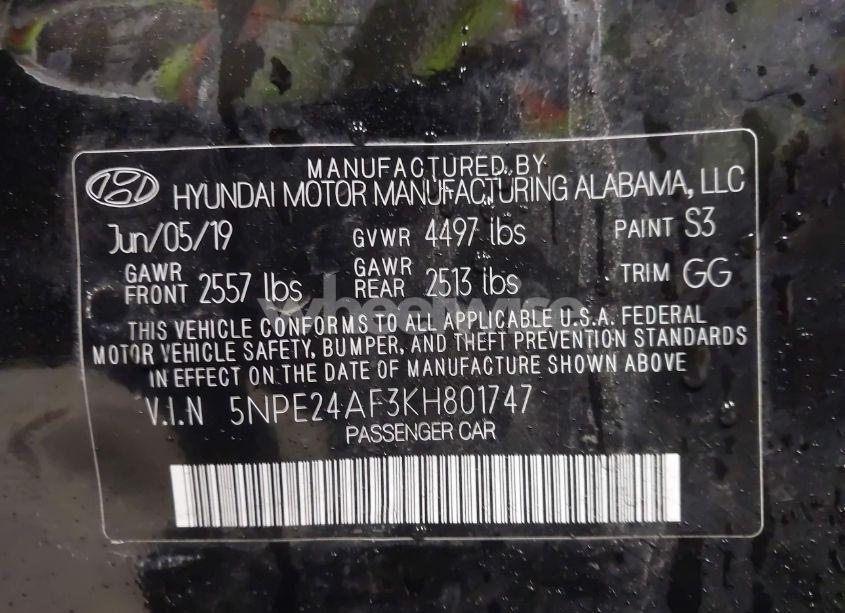 MANUFACTURED BY
HYUNDAI MOTOR MANUFACTURING ALABAMA, LLC
Jun/05/19 GVWR 4497 lbs PAINT S3
GAWR FRONT 2557 lbs GAWR REAR 2513 lbs TRIM GG
wheelwise
THIS VEHICLE CONFORMS TO ALL APPLICABLE U.S.A. FEDERAL
MOTOR VEHICLE SAFETY, BUMPER, AND THEFT PREVENTION STANDARDS
IN EFFECT ON THE DATE OF MANUFACTURE SHOWN ABOVE
V.I.N 5NPE24AF3KH801747
PASSENGER CAR